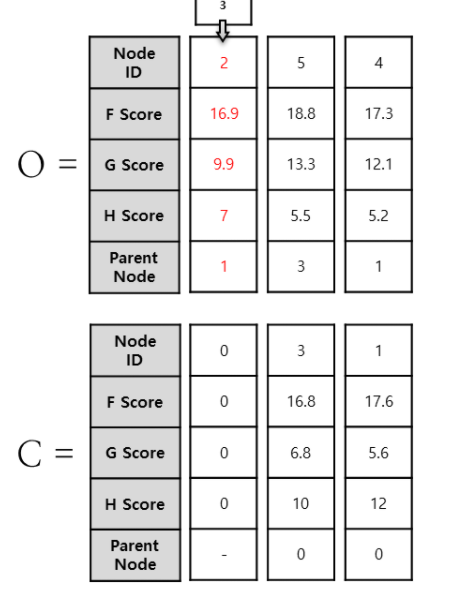 3
Node ID 2 5 4
F Score 16.9 18.8 17.3
O = G Score 9.9 13.3 12.1
H Score 7 5.5 5.2
Parent Node 1 3 1
Node ID 0 3 1
F Score 0 16.8 17.6
C = G Score 0 6.8 5.6
H Score 0 10 12
Parent Node - 0 0